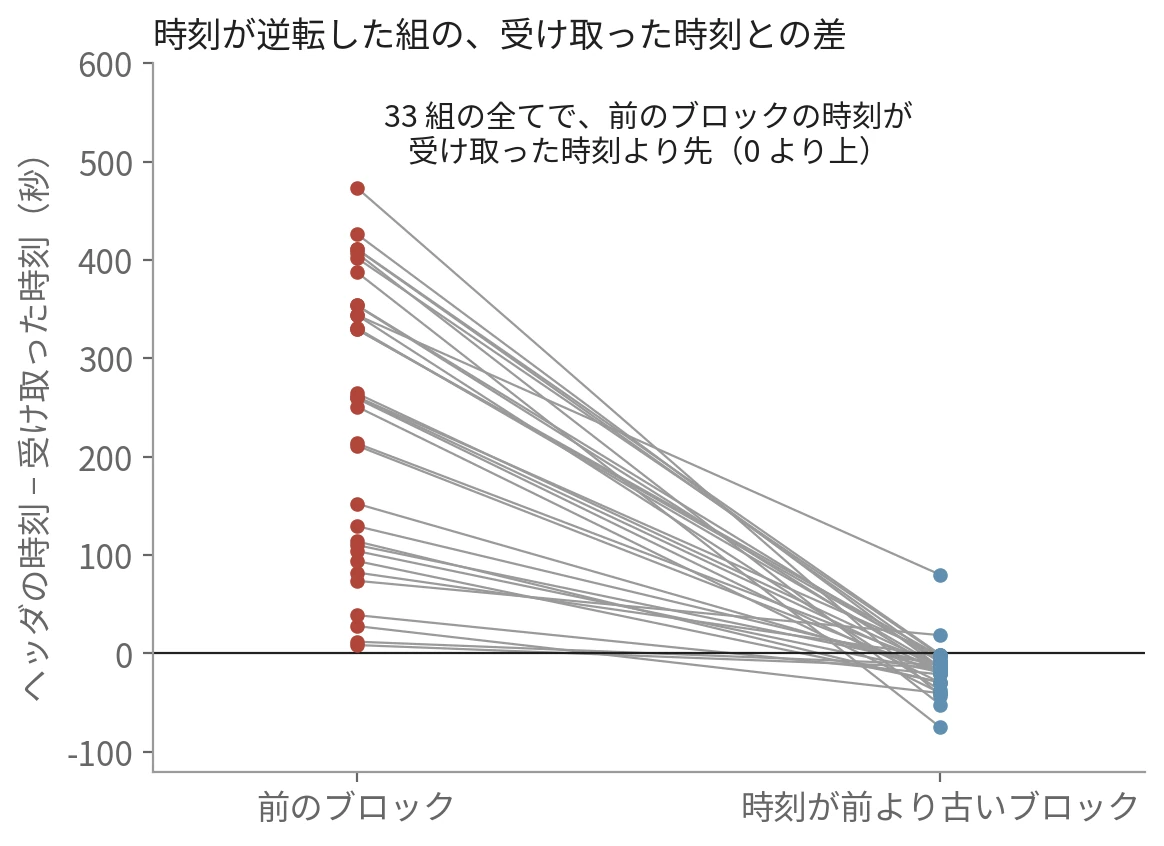 時刻が逆転した組の、受け取った時刻との差
600
33 組の全てで、前のブロックの時刻が
受け取った時刻より先（0 より上）
500
400
300
200
100
0
-100
ヘッダの時刻 − 受け取った時刻（秒）
前のブロック
時刻が前より古いブロック